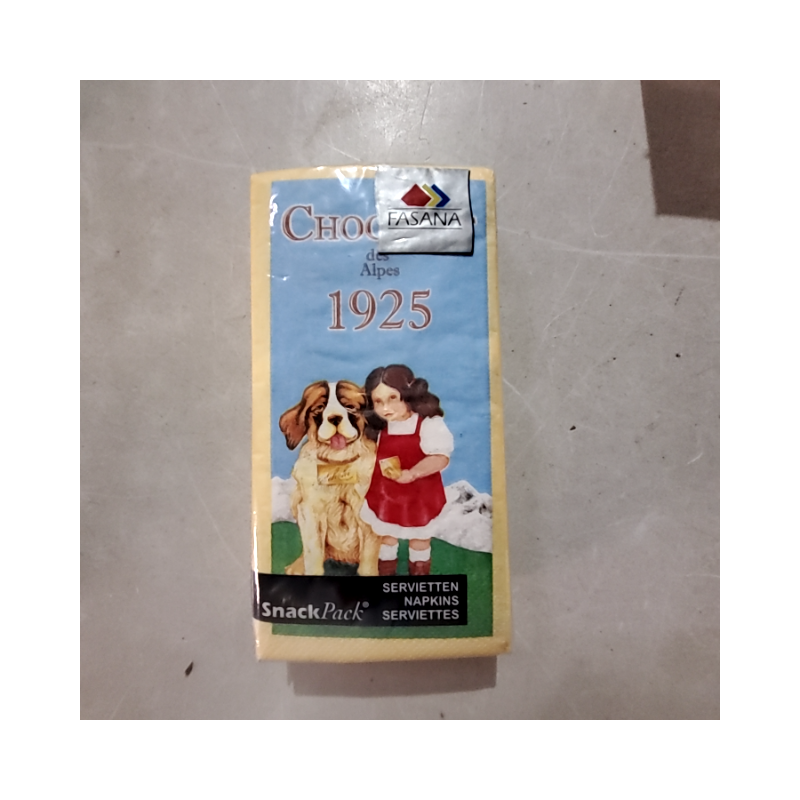 CHOC
FASANA
des
Alpes
1925
SnackPack®
SERVIETTEN
NAPKINS
SERVIETTES